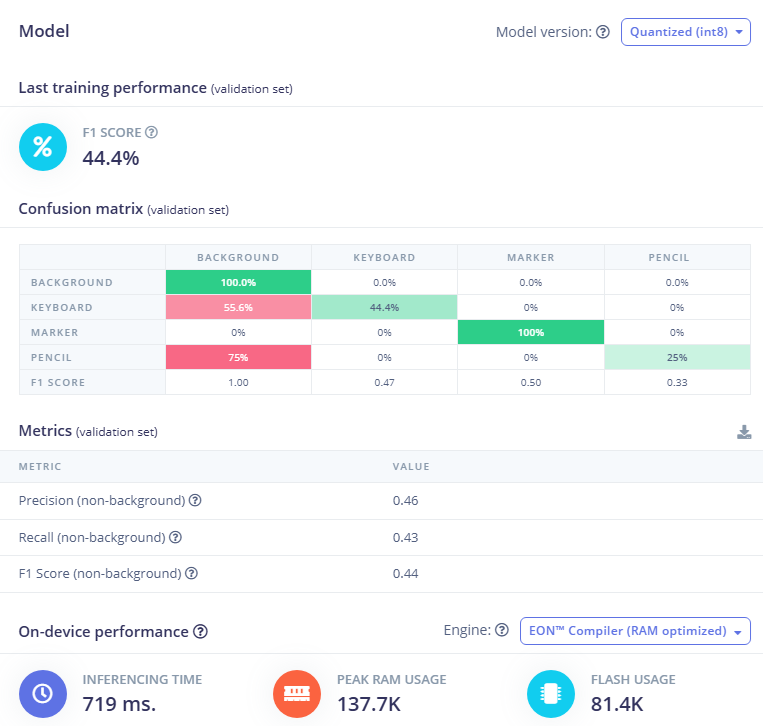 Model
Model version: Quantized (int8)
Last training performance (validation set)
%
F1 SCORE
44.4%
Confusion matrix (validation set)
BACKGROUND KEYBOARD MARKER PENCIL
BACKGROUND 100.0% 0.0% 0.0% 0.0%
KEYBOARD 55.6% 44.4% 0% 0%
MARKER 0% 0% 100% 0%
PENCIL 75% 0% 0% 25%
F1 SCORE 1.00 0.47 0.50 0.33
Metrics (validation set)
METRIC VALUE
Precision (non-background) 0.46
Recall (non-background) 0.43
F1 Score (non-background) 0.44
On-device performance Engine: EON™ Compiler (RAM optimized)
INFERENCING TIME PEAK RAM USAGE FLASH USAGE
719 ms. 137.7K 81.4K